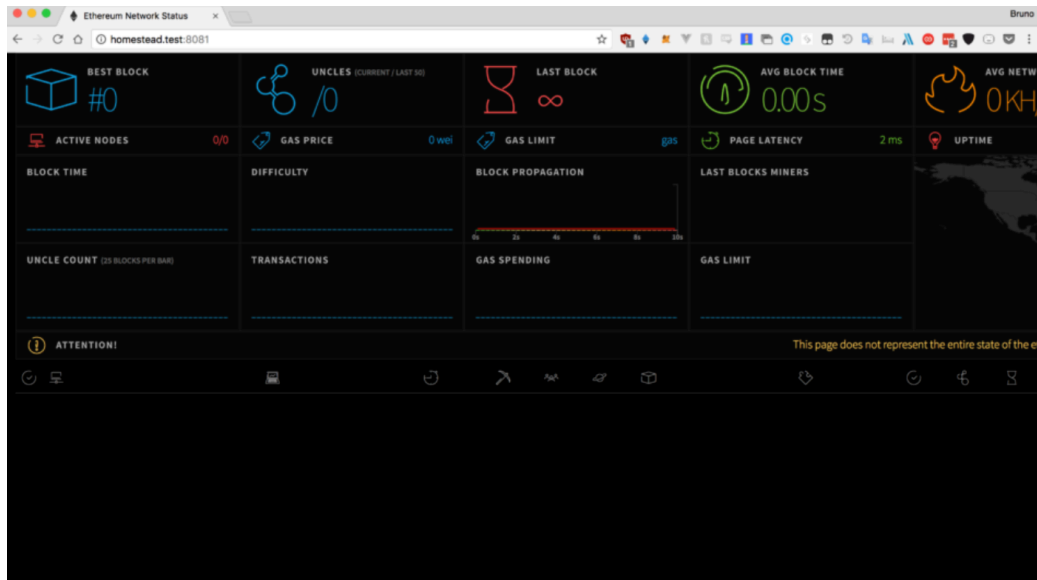 Ethereum Network Status
Bruno
homestead.test:8081
BEST BLOCK
#0
UNCLES (CURRENT / LAST 50)
/0
LAST BLOCK
∞
AVG BLOCK TIME
0.00 s
AVG NETW
0 KH/
ACTIVE NODES 0/0
GAS PRICE 0 wei
GAS LIMIT gas
PAGE LATENCY 2 ms
UPTIME
BLOCK TIME
DIFFICULTY
BLOCK PROPAGATION
0s 2s 4s 6s 8s 10s
LAST BLOCKS MINERS
UNCLE COUNT (25 BLOCKS PER BAR)
TRANSACTIONS
GAS SPENDING
GAS LIMIT
ATTENTION!
This page does not represent the entire state of the e